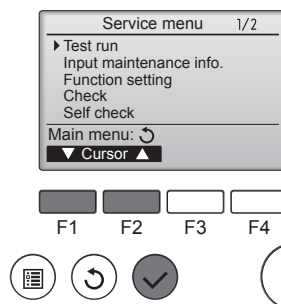 Service menu 1/2
Test run
Input maintenance info.
Function setting
Check
Self check
Main menu:
▼ Cursor ▲
F1 F2 F3 F4